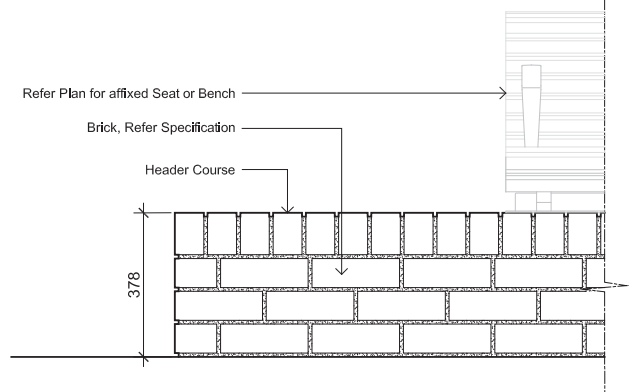 Refer Plan for affixed Seat or Bench
Brick, Refer Specification
Header Course
378